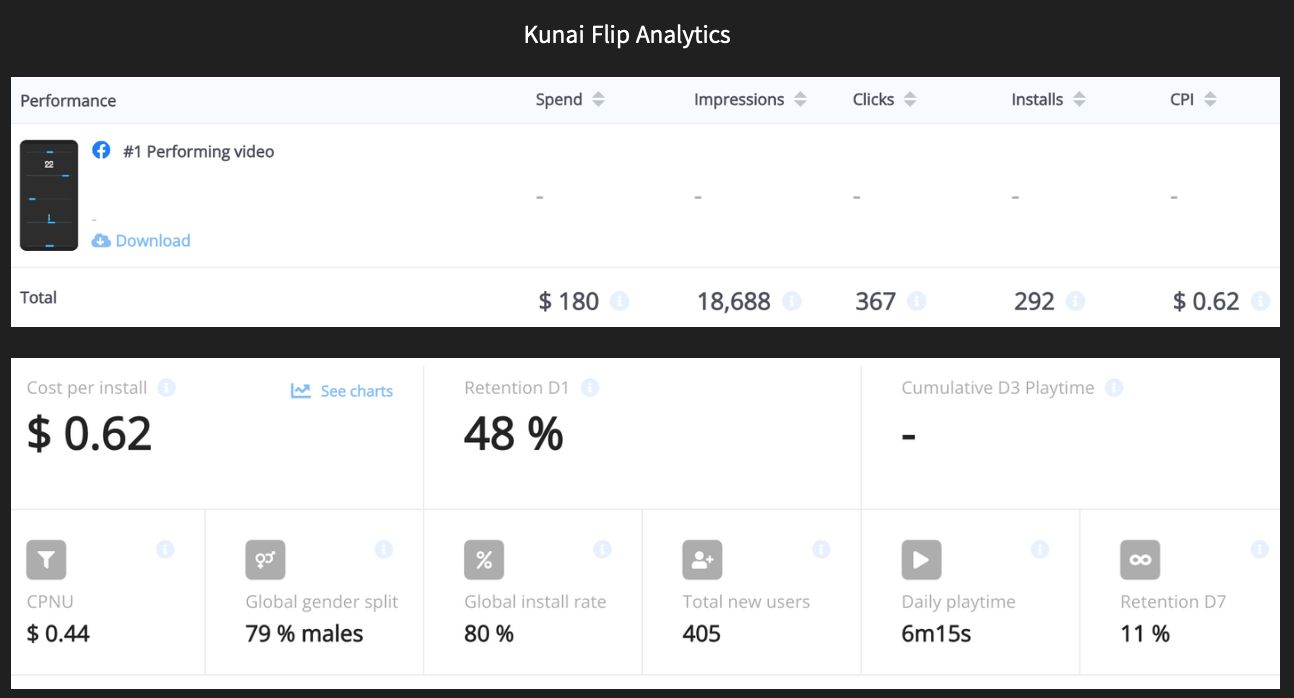 Kunai Flip Analytics
Performance Spend Impressions Clicks Installs CPI
22
#1 Performing video
- - - - -
-
Download
Total $ 180 18,688 367 292 $ 0.62
Cost per install See charts Retention D1 Cumulative D3 Playtime
$ 0.62 48 % -
CPNU Global gender split Global install rate Total new users Daily playtime Retention D7
$ 0.44 79 % males 80 % 405 6m15s 11 %